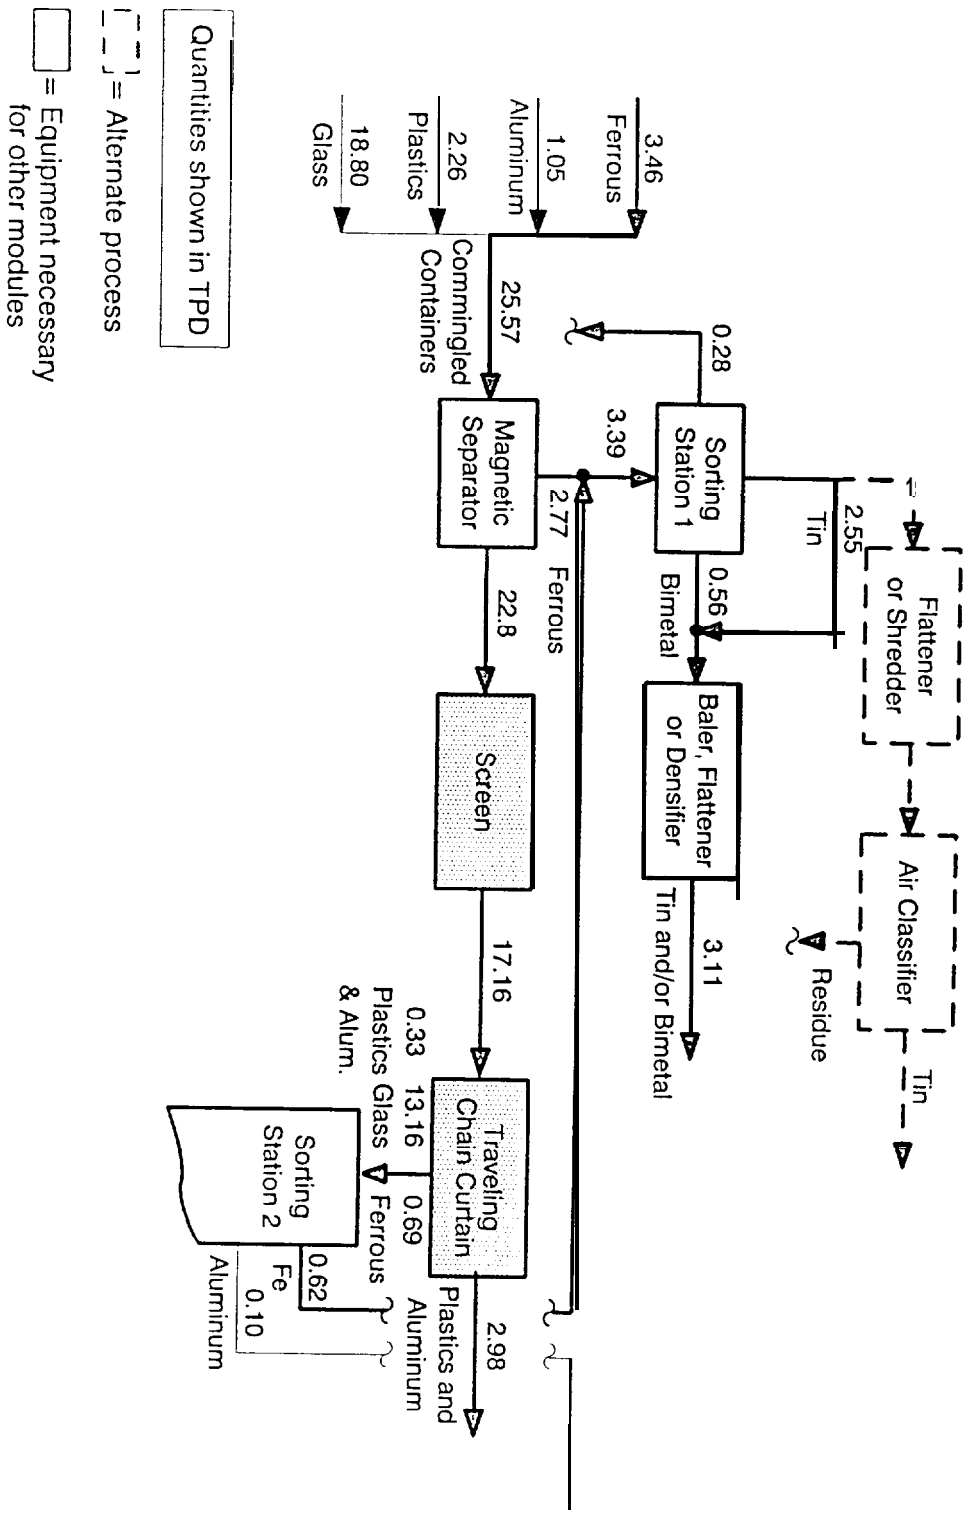 Flattener
or Shredder
Air Classifier
Tin
Residue
2.55
Tin
0.28
Sorting
Station 1
0.56
Bimetal
Baler, Flattener
or Densifier
3.11
Tin and/or Bimetal
3.39
2.77
Ferrous
3.46
Ferrous
1.05
Aluminum
2.26
Plastics
18.80
Glass
25.57
Commingled
Containers
Magnetic
Separator
22.8
Screen
17.16
Traveling
Chain Curtain
2.98
Plastics and
Aluminum
0.33 13.16 0.69
Plastics Glass Ferrous
& Alum.
Sorting
Station 2
0.62
Fe
0.10
Aluminum
Quantities shown in TPD
= Alternate process
= Equipment necessary
for other modules